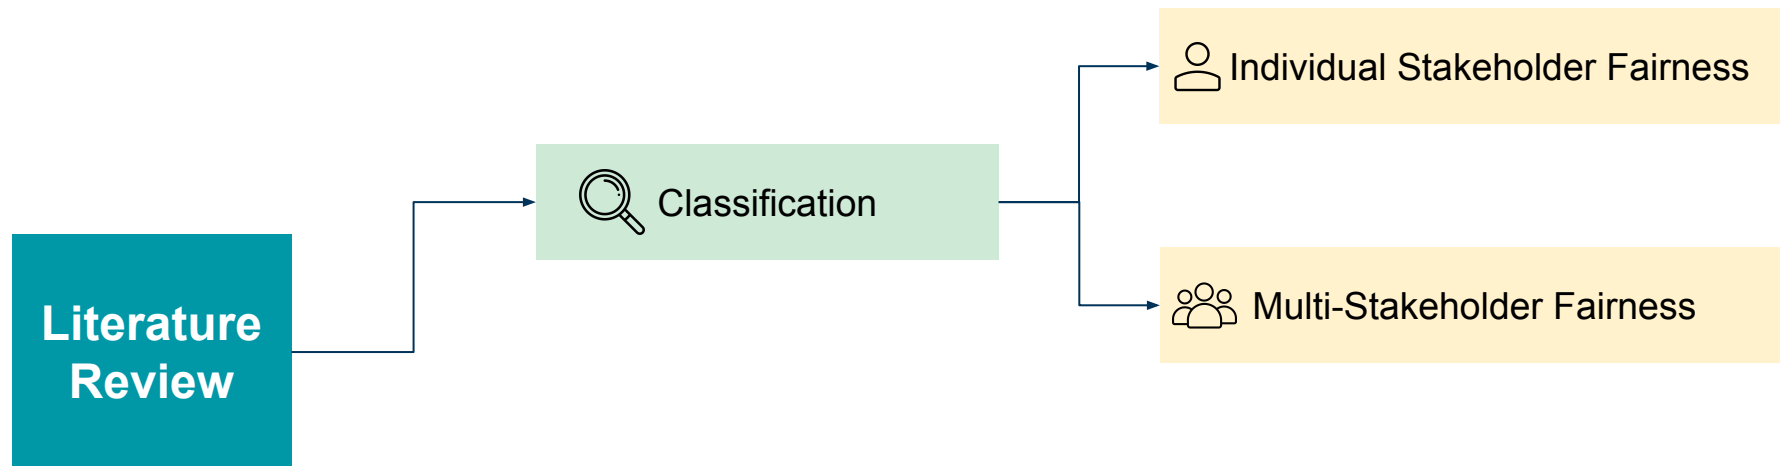 Literature
Review
Classification
Individual Stakeholder Fairness
Multi-Stakeholder Fairness